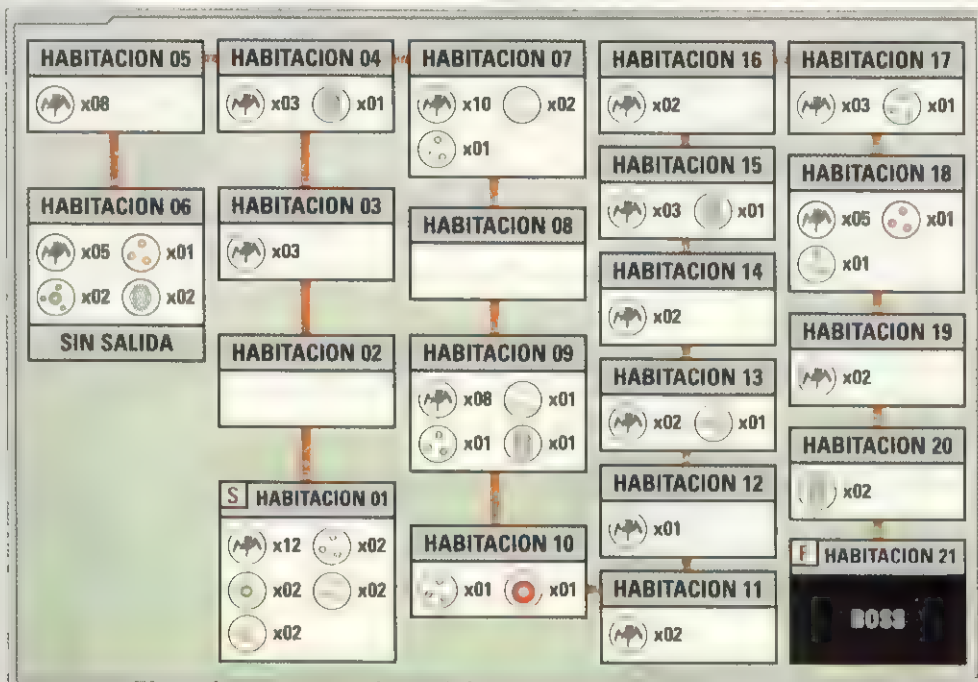 HABITACION 05
x08
HABITACION 06
x05 x01
x02 x02
SIN SALIDA
HABITACION 04
x03 x01
HABITACION 03
x03
HABITACION 02
S HABITACION 01
x12 x02
x02 x02
x02
HABITACION 07
x10 x02
x01
HABITACION 08
HABITACION 09
x08 x01
x01 x01
HABITACION 10
x01 x01
HABITACION 16
x02
HABITACION 15
x03 x01
HABITACION 14
x02
HABITACION 13
x02 x01
HABITACION 12
x01
HABITACION 11
x02
HABITACION 17
x03 x01
HABITACION 18
x05 x01
x01
HABITACION 19
x02
HABITACION 20
x02
F HABITACION 21
BOSS